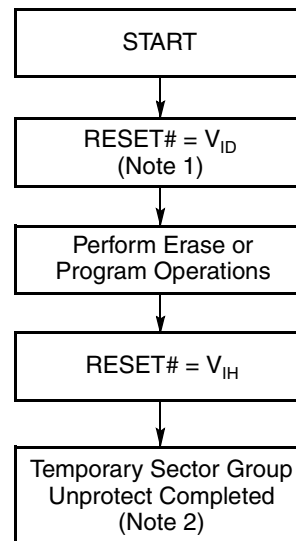 START
RESET# = V_ID
(Note 1)
Perform Erase or
Program Operations
RESET# = V_IH
Temporary Sector Group
Unprotect Completed
(Note 2)